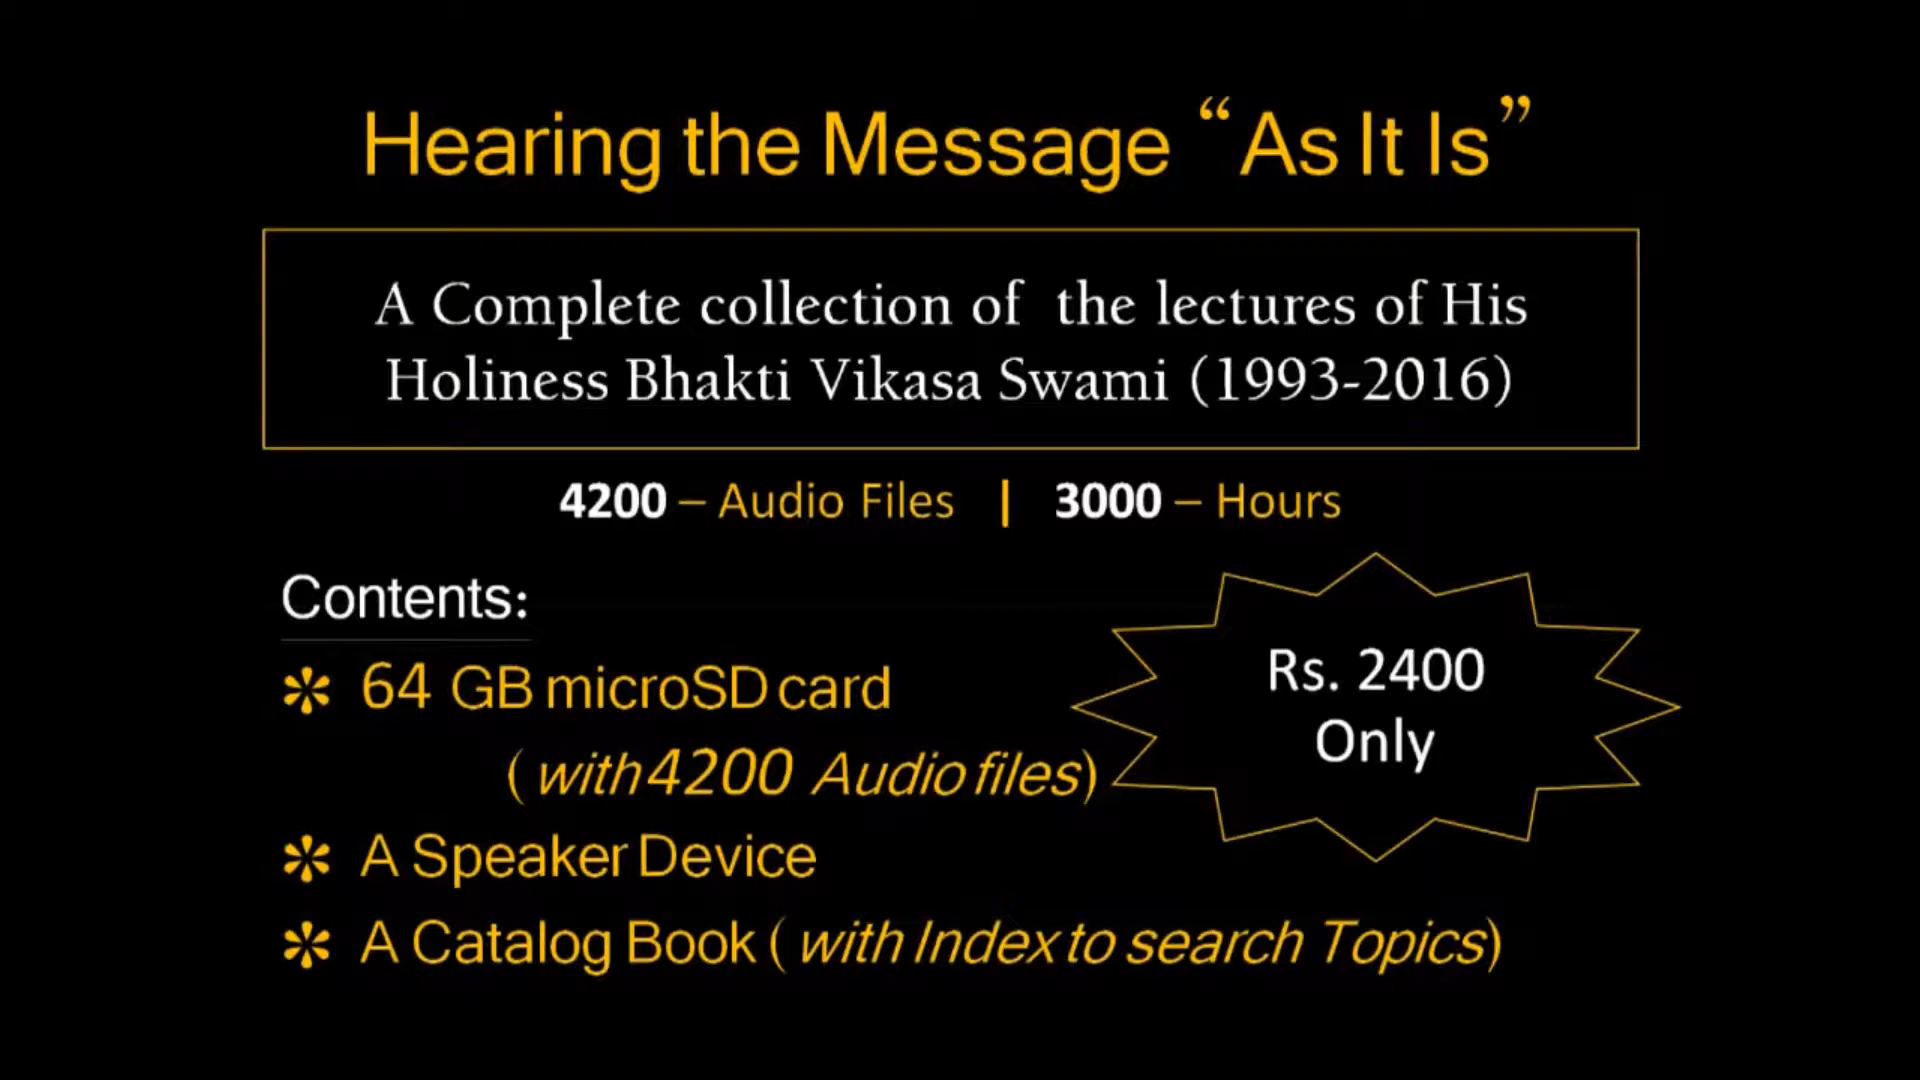 Hearing the Message “As It Is”
A Complete collection of the lectures of His
Holiness Bhakti Vikasa Swami (1993-2016)
4200 – Audio Files | 3000 – Hours
Contents:
✻ 64 GB microSD card
( with 4200 Audio files)
Rs. 2400
Only
✻ A Speaker Device
✻ A Catalog Book ( with Index to search Topics)